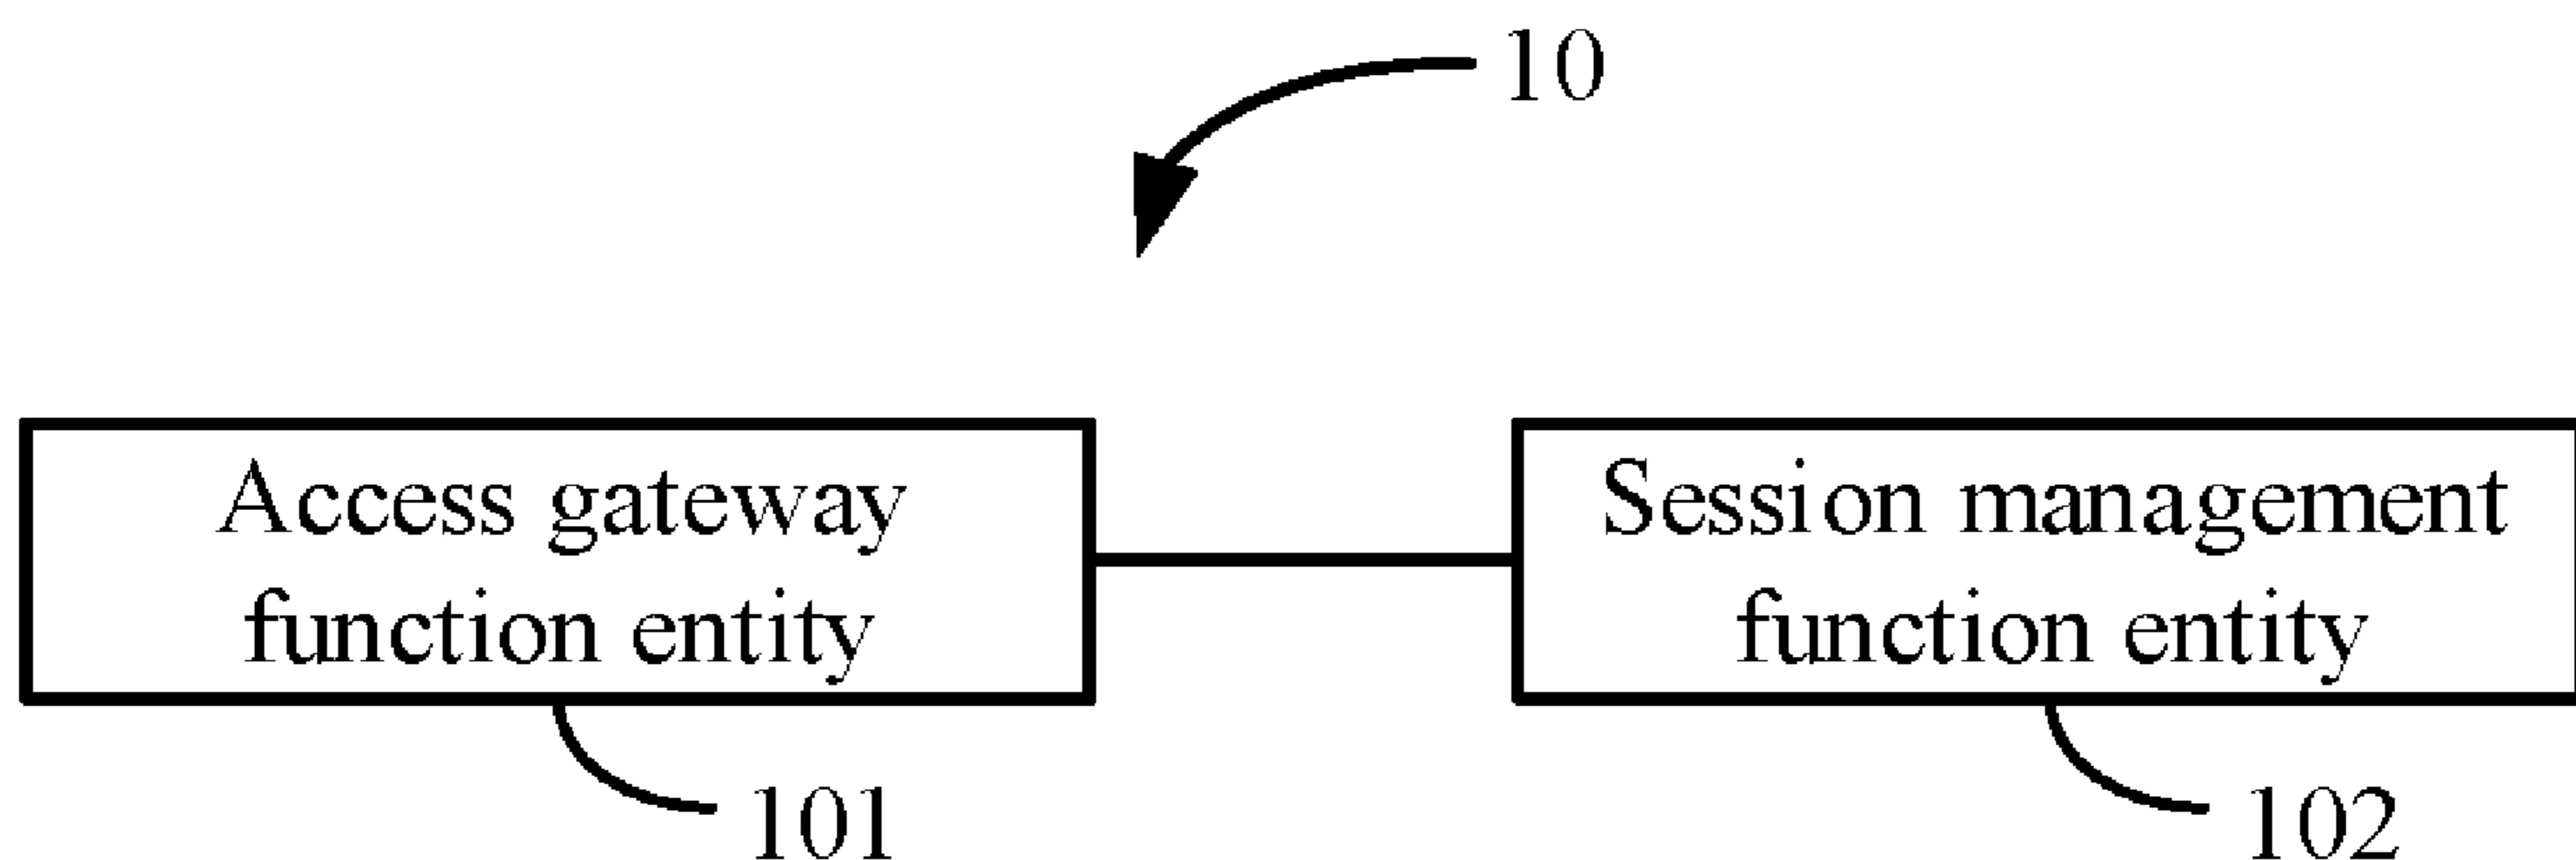 10
Access gateway
function entity
Session management
function entity
101
102